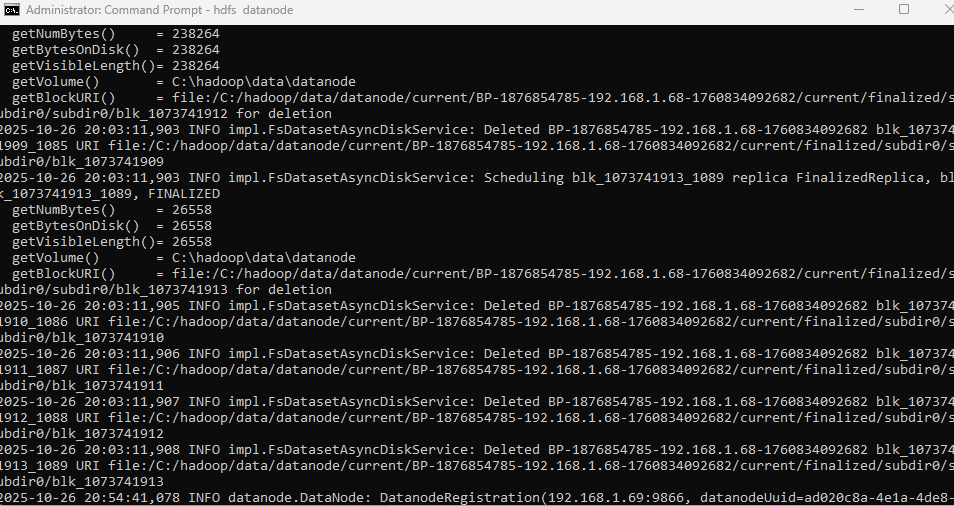 Administrator: Command Prompt - hdfs datanode
getNumBytes()     = 238264
getBytesOnDisk()  = 238264
getVisibleLength()= 238264
getVolume()       = C:\hadoop\data\datanode
getBlockURI()     = file:/C:/hadoop/data/datanode/current/BP-1876854785-192.168.1.68-1760834092682/current/finalized/s
ubdir0/subdir0/blk_1073741912 for deletion
2025-10-26 20:03:11,903 INFO impl.FsDatasetAsyncDiskService: Deleted BP-1876854785-192.168.1.68-1760834092682 blk_107374
1909_1085 URI file:/C:/hadoop/data/datanode/current/BP-1876854785-192.168.1.68-1760834092682/current/finalized/subdir0/s
ubdir0/blk_1073741909
2025-10-26 20:03:11,903 INFO impl.FsDatasetAsyncDiskService: Scheduling blk_1073741913_1089 replica FinalizedReplica, bl
k_1073741913_1089, FINALIZED
getNumBytes()     = 26558
getBytesOnDisk()  = 26558
getVisibleLength()= 26558
getVolume()       = C:\hadoop\data\datanode
getBlockURI()     = file:/C:/hadoop/data/datanode/current/BP-1876854785-192.168.1.68-1760834092682/current/finalized/s
ubdir0/subdir0/blk_1073741913 for deletion
2025-10-26 20:03:11,905 INFO impl.FsDatasetAsyncDiskService: Deleted BP-1876854785-192.168.1.68-1760834092682 blk_107374
1910_1086 URI file:/C:/hadoop/data/datanode/current/BP-1876854785-192.168.1.68-1760834092682/current/finalized/subdir0/s
ubdir0/blk_1073741910
2025-10-26 20:03:11,906 INFO impl.FsDatasetAsyncDiskService: Deleted BP-1876854785-192.168.1.68-1760834092682 blk_107374
1911_1087 URI file:/C:/hadoop/data/datanode/current/BP-1876854785-192.168.1.68-1760834092682/current/finalized/subdir0/s
ubdir0/blk_1073741911
2025-10-26 20:03:11,907 INFO impl.FsDatasetAsyncDiskService: Deleted BP-1876854785-192.168.1.68-1760834092682 blk_107374
1912_1088 URI file:/C:/hadoop/data/datanode/current/BP-1876854785-192.168.1.68-1760834092682/current/finalized/subdir0/s
ubdir0/blk_1073741912
2025-10-26 20:03:11,908 INFO impl.FsDatasetAsyncDiskService: Deleted BP-1876854785-192.168.1.68-1760834092682 blk_107374
1913_1089 URI file:/C:/hadoop/data/datanode/current/BP-1876854785-192.168.1.68-1760834092682/current/finalized/subdir0/s
ubdir0/blk_1073741913
2025-10-26 20:54:41,078 INFO datanode.DataNode: DatanodeRegistration(192.168.1.69:9866, datanodeUuid=ad020c8a-4e1a-4de8-